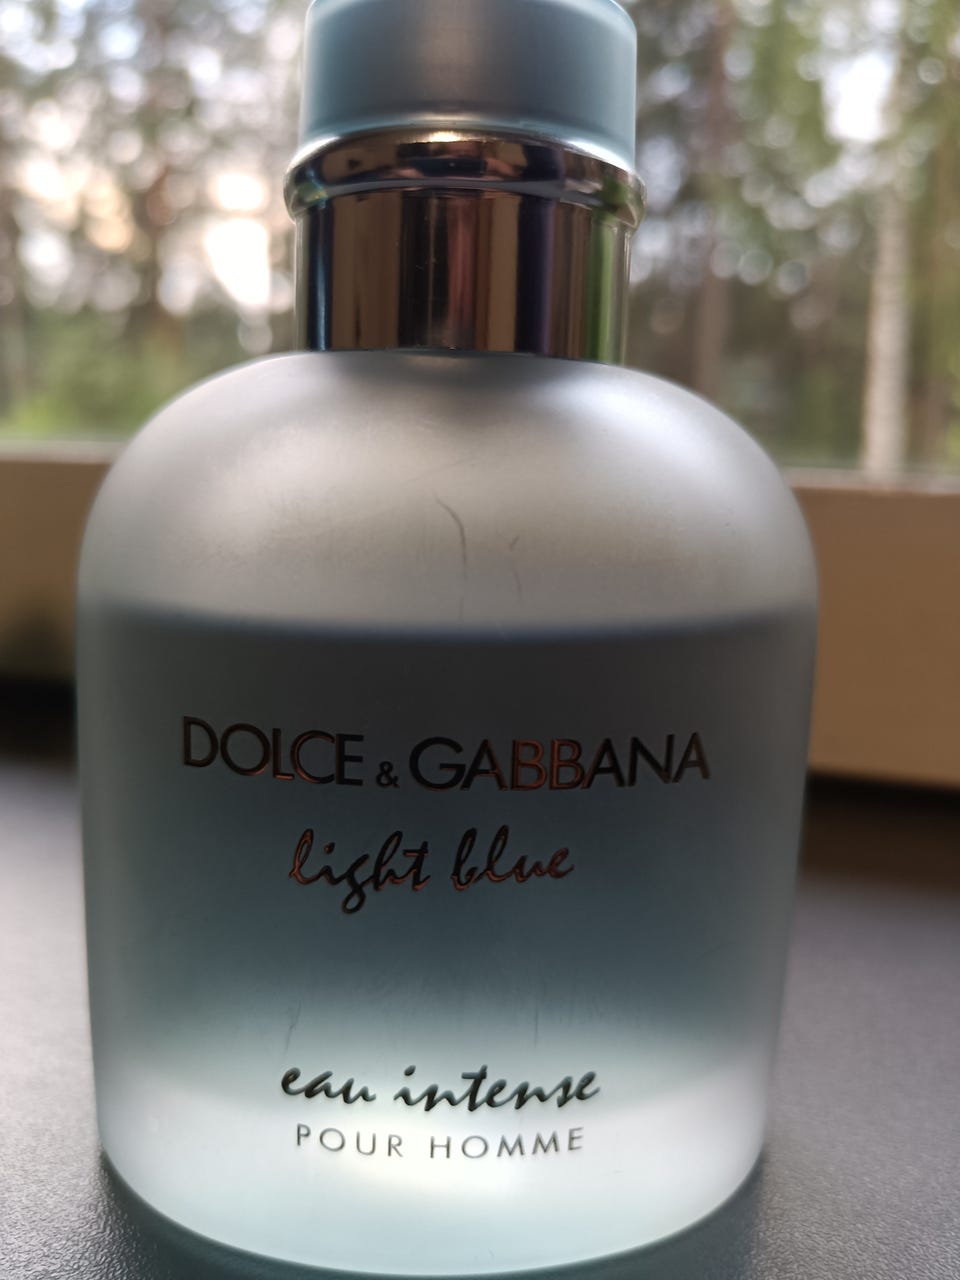 DOLCE & GABBANA
light blue
eau intense
POUR HOMME